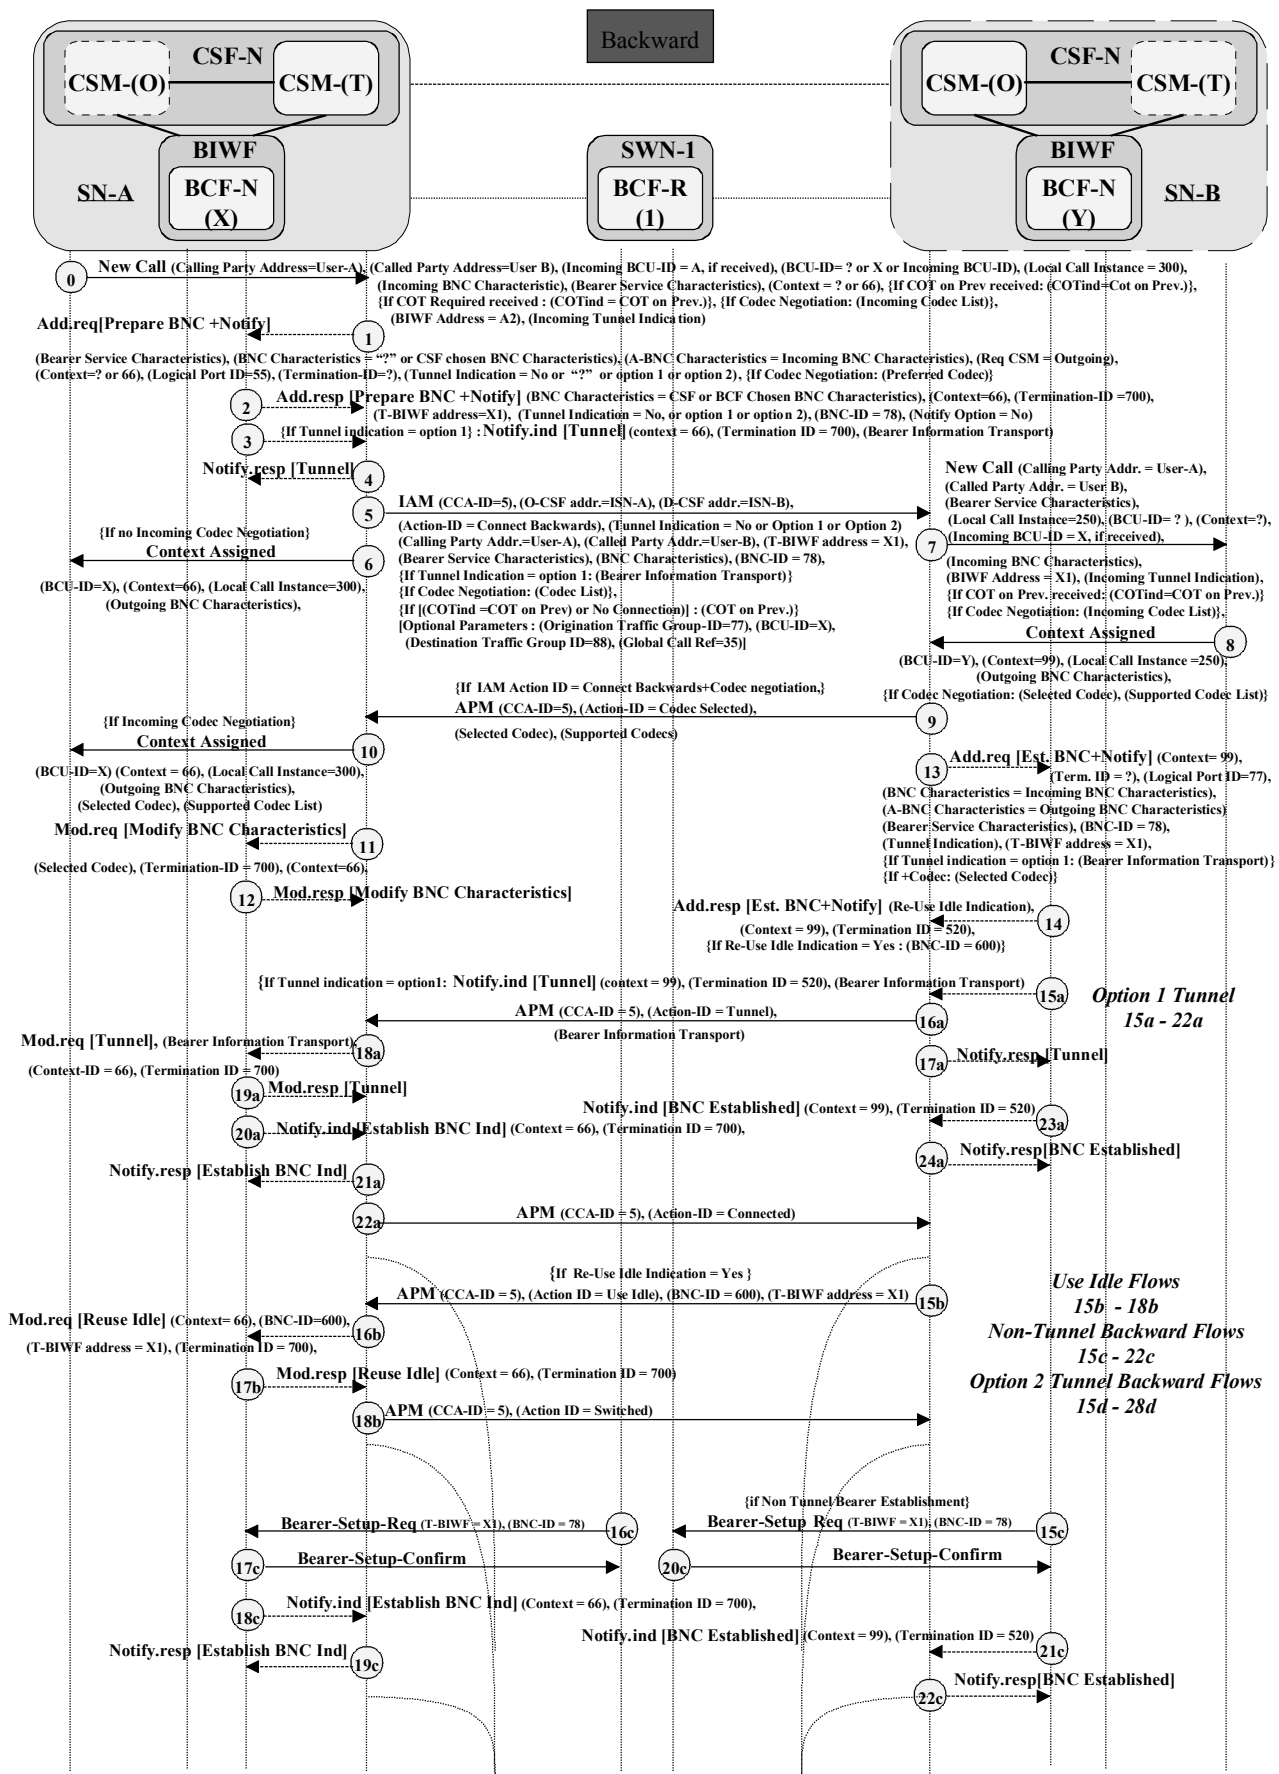 Backward
CSF-N
CSM-(O)
CSM-(T)
BIWF
BCF-N
(X)
SN-A
SWN-1
BCF-R
(1)
CSF-N
CSM-(O)
CSM-(T)
BIWF
BCF-N
(Y)
SN-B
0
New Call (Calling Party Address=User-A), (Called Party Address=User B), (Incoming BCU-ID = A, if received), (BCU-ID= ? or X or Incoming BCU-ID), (Local Call Instance = 300),
(Incoming BNC Characteristic), (Bearer Service Characteristics), (Context = ? or 66), {If COT on Prev received: (COTind=Cot on Prev.)},
{If COT Required received : (COTind = COT on Prev.)}, {If Codec Negotiation: (Incoming Codec List)},
(BIWF Address = A2), (Incoming Tunnel Indication)
Add.req[Prepare BNC +Notify]
1
(Bearer Service Characteristics), (BNC Characteristics = “?” or CSF chosen BNC Characteristics), (A-BNC Characteristics = Incoming BNC Characteristics), (Req CSM = Outgoing),
(Context=? or 66), (Logical Port ID=55), (Termination-ID=?), (Tunnel Indication = No or “?” or option 1 or option 2), {If Codec Negotiation: (Preferred Codec)}
2
Add.resp [Prepare BNC +Notify] (BNC Characteristics = CSF or BCF Chosen BNC Characteristics), (Context=66), (Termination-ID =700),
(T-BIWF address=X1), (Tunnel Indication = No, or option 1 or option 2), (BNC-ID = 78), (Notify Option = No)
3
{If Tunnel indication = option 1} : Notify.ind [Tunnel] (context = 66), (Termination ID = 700), (Bearer Information Transport)
Notify.resp [Tunnel]
4
5
IAM (CCA-ID=5), (O-CSF addr.=ISN-A), (D-CSF addr.=ISN-B),
(Action-ID = Connect Backwards), (Tunnel Indication = No or Option 1 or Option 2)
(Calling Party Addr.=User-A), (Called Party Addr.=User-B), (T-BIWF address = X1),
(Bearer Service Characteristics), (BNC Characteristics), (BNC-ID = 78),
{If Tunnel Indication = option 1: (Bearer Information Transport)}
{If Codec Negotiation: (Codec List)},
{If [(COTind =COT on Prev) or No Connection)] : (COT on Prev.)}
[Optional Parameters : (Origination Traffic Group-ID=77), (BCU-ID=X),
(Destination Traffic Group ID=88), (Global Call Ref=35)]
{If no Incoming Codec Negotiation}
Context Assigned
6
(BCU-ID=X), (Context=66), (Local Call Instance=300)
(Outgoing BNC Characteristics),
New Call (Calling Party Addr. = User-A),
(Called Party Addr. = User B),
(Bearer Service Characteristics),
(Local Call Instance=250), (BCU-ID= ? ), (Context=?),
7
(Incoming BCU-ID = X, if received),
(Incoming BNC Characteristics),
(BIWF Address = X1), (Incoming Tunnel Indication),
{If COT on Prev. received: (COTind=COT on Prev.)}
{If Codec Negotiation: (Incoming Codec List)},
Context Assigned
8
(BCU-ID=Y), (Context=99), (Local Call Instance =250),
(Outgoing BNC Characteristics),
{If Codec Negotiation: (Selected Codec), (Supported Codec List)}
{If IAM Action ID = Connect Backwards+Codec negotiation,}
APM (CCA-ID=5), (Action-ID = Codec Selected),
9
(Selected Codec), (Supported Codecs)
{If Incoming Codec Negotiation}
Context Assigned
10
(BCU-ID=X) (Context = 66), (Local Call Instance=300),
(Outgoing BNC Characteristics),
(Selected Codec), (Supported Codec List)
13
Add.req [Est. BNC+Notify] (Context= 99),
(Term. ID = ?), (Logical Port ID=77),
(BNC Characteristics = Incoming BNC Characteristics),
(A-BNC Characteristics = Outgoing BNC Characteristics)
(Bearer Service Characteristics), (BNC-ID = 78),
(Tunnel Indication), (T-BIWF address = X1),
{If Tunnel indication = option 1: (Bearer Information Transport)}
{If +Codec: (Selected Codec)}
Mod.req [Modify BNC Characteristics]
11
(Selected Codec), (Termination-ID = 700), (Context=66),
12
Mod.resp [Modify BNC Characteristics]
Add.resp [Est. BNC+Notify] (Re-Use Idle Indication),
14
(Context = 99), (Termination ID = 520),
{If Re-Use Idle Indication = Yes : (BNC-ID = 600)}
{If Tunnel indication = option1: Notify.ind [Tunnel] (context = 99), (Termination ID = 520), (Bearer Information Transport)
15a
Option 1 Tunnel
15a - 22a
APM (CCA-ID = 5), (Action-ID = Tunnel),
16a
(Bearer Information Transport)
Mod.req [Tunnel], (Bearer Information Transport),
18a
(Context-ID = 66), (Termination ID = 700)
17a
Notify.resp [Tunnel]
19a
Mod.resp [Tunnel]
Notify.ind [BNC Established] (Context = 99), (Termination ID = 520)
23a
20a
Notify.ind [Establish BNC Ind] (Context = 66), (Termination ID = 700),
24a
Notify.resp[BNC Established]
Notify.resp [Establish BNC Ind]
21a
22a
APM (CCA-ID = 5), (Action-ID = Connected)
{If Re-Use Idle Indication = Yes }
APM (CCA-ID = 5), (Action ID = Use Idle), (BNC-ID = 600), (T-BIWF address = X1)
15b
Use Idle Flows
15b - 18b
Non-Tunnel Backward Flows
15c - 22c
Option 2 Tunnel Backward Flows
15d - 28d
Mod.req [Reuse Idle] (Context= 66), (BNC-ID=600),
16b
(T-BIWF address = X1), (Termination ID = 700),
17b
Mod.resp [Reuse Idle] (Context = 66), (Termination ID = 700)
18b
APM (CCA-ID = 5), (Action ID = Switched)
{if Non Tunnel Bearer Establishment}
Bearer-Setup-Req (T-BIWF = X1), (BNC-ID = 78)
16c
Bearer-Setup Req (T-BIWF = X1), (BNC-ID = 78)
15c
17c
Bearer-Setup-Confirm
20c
Bearer-Setup-Confirm
18c
Notify.ind [Establish BNC Ind] (Context = 66), (Termination ID = 700),
Notify.ind [BNC Established] (Context = 99), (Termination ID = 520)
21c
Notify.resp [Establish BNC Ind]
19c
22c
Notify.resp[BNC Established]